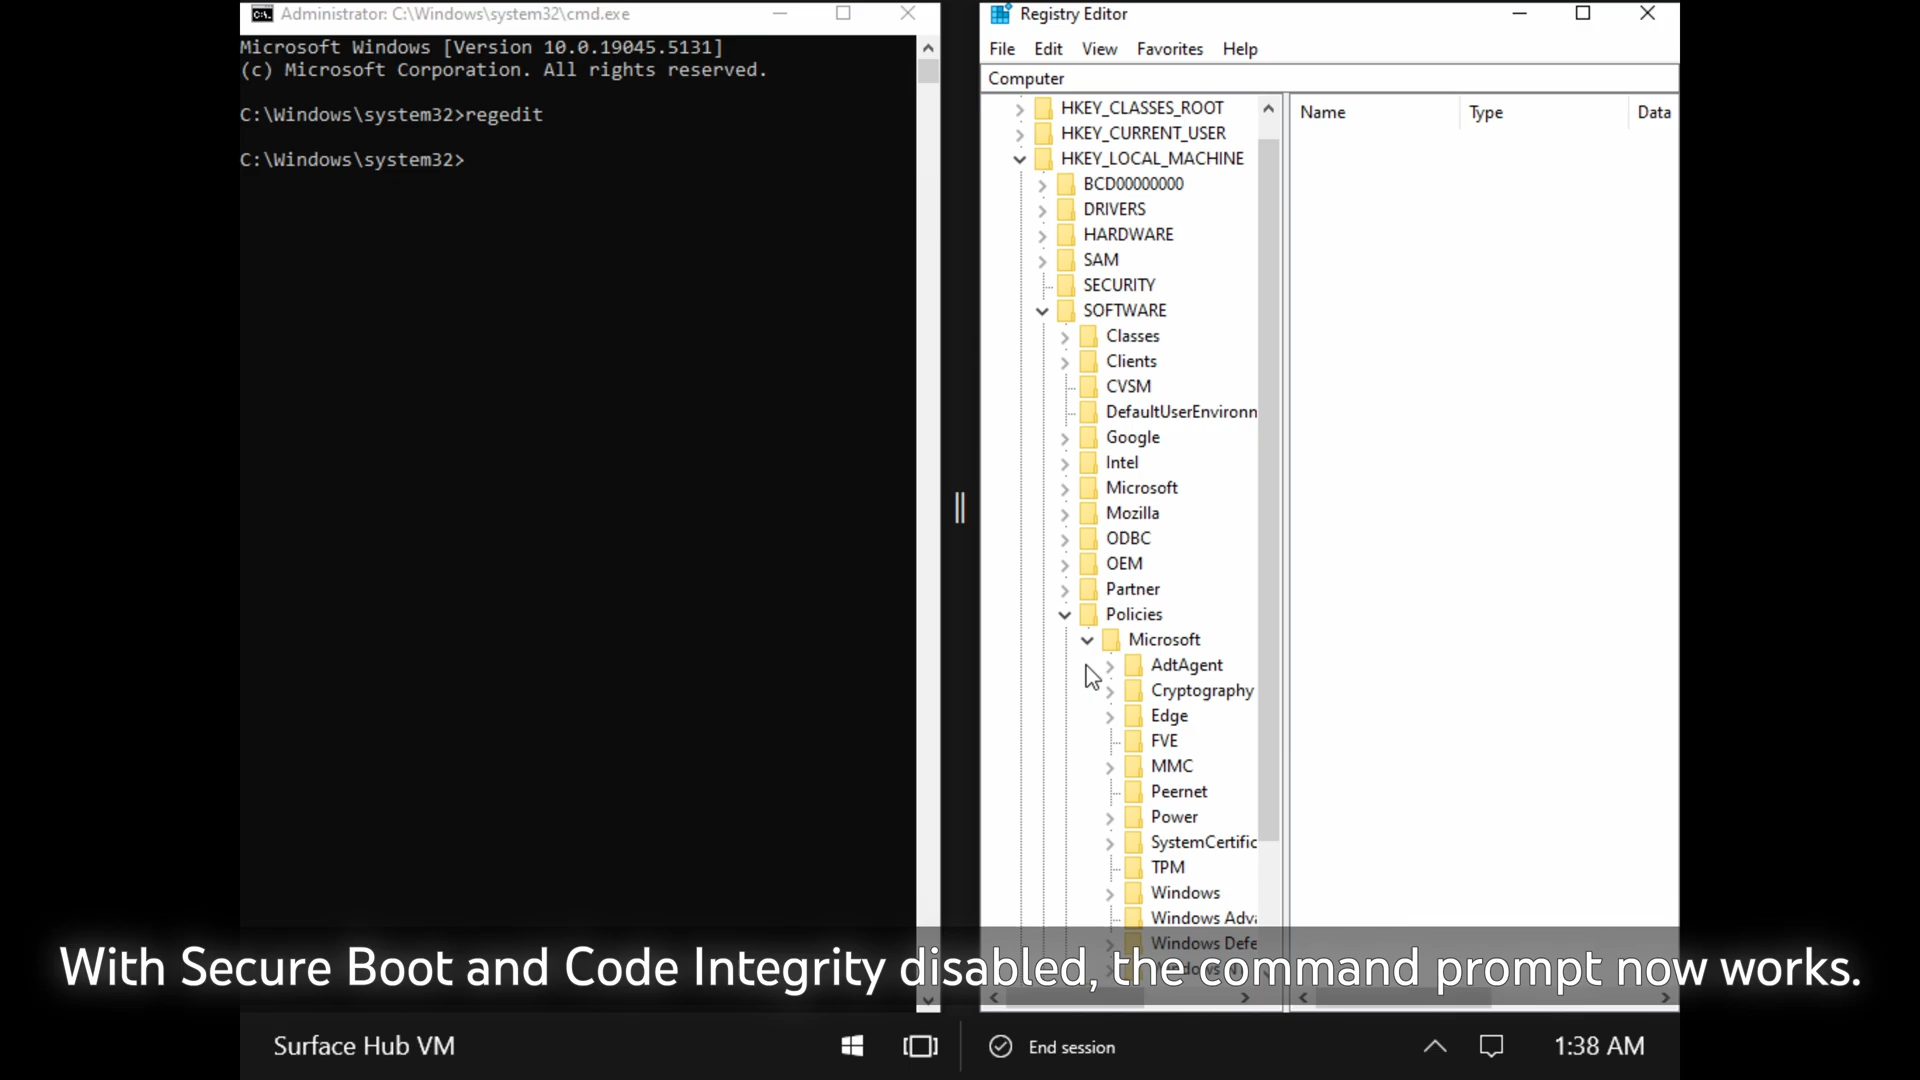 Administrator: C:\Windows\system32\cmd.exe
Microsoft Windows [Version 10.0.19045.5131]
(c) Microsoft Corporation. All rights reserved.
C:\Windows\system32>regedit
C:\Windows\system32>
Registry Editor
File Edit View Favorites Help
Computer
HKEY_CLASSES_ROOT
HKEY_CURRENT_USER
HKEY_LOCAL_MACHINE
BCD00000000
DRIVERS
HARDWARE
SAM
SECURITY
SOFTWARE
Classes
Clients
CVSM
DefaultUserEnvironn
Google
Intel
Microsoft
Mozilla
ODBC
OEM
Partner
Policies
Microsoft
AdtAgent
Cryptography
Edge
FVE
MMC
Peernet
Power
SystemCertific
TPM
Windows
Windows Adva
Windows Defe
Name Type Data
With Secure Boot and Code Integrity disabled, the command prompt now works.
Surface Hub VM
End session
1:38 AM